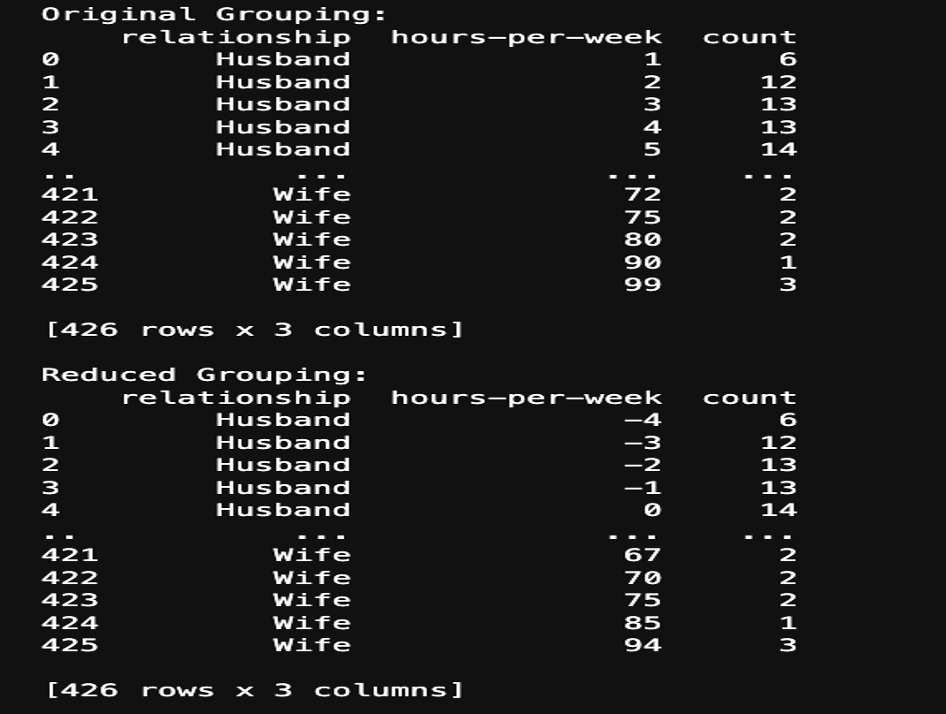 Original Grouping:
relationship hours-per-week count
0 Husband 1 6
1 Husband 2 12
2 Husband 3 13
3 Husband 4 13
4 Husband 5 14
.. ... ... ...
421 Wife 72 2
422 Wife 75 2
423 Wife 80 2
424 Wife 90 1
425 Wife 99 3
[426 rows x 3 columns]
Reduced Grouping:
relationship hours-per-week count
0 Husband -4 6
1 Husband -3 12
2 Husband -2 13
3 Husband -1 13
4 Husband 0 14
.. ... ... ...
421 Wife 67 2
422 Wife 70 2
423 Wife 75 2
424 Wife 85 1
425 Wife 94 3
[426 rows x 3 columns]